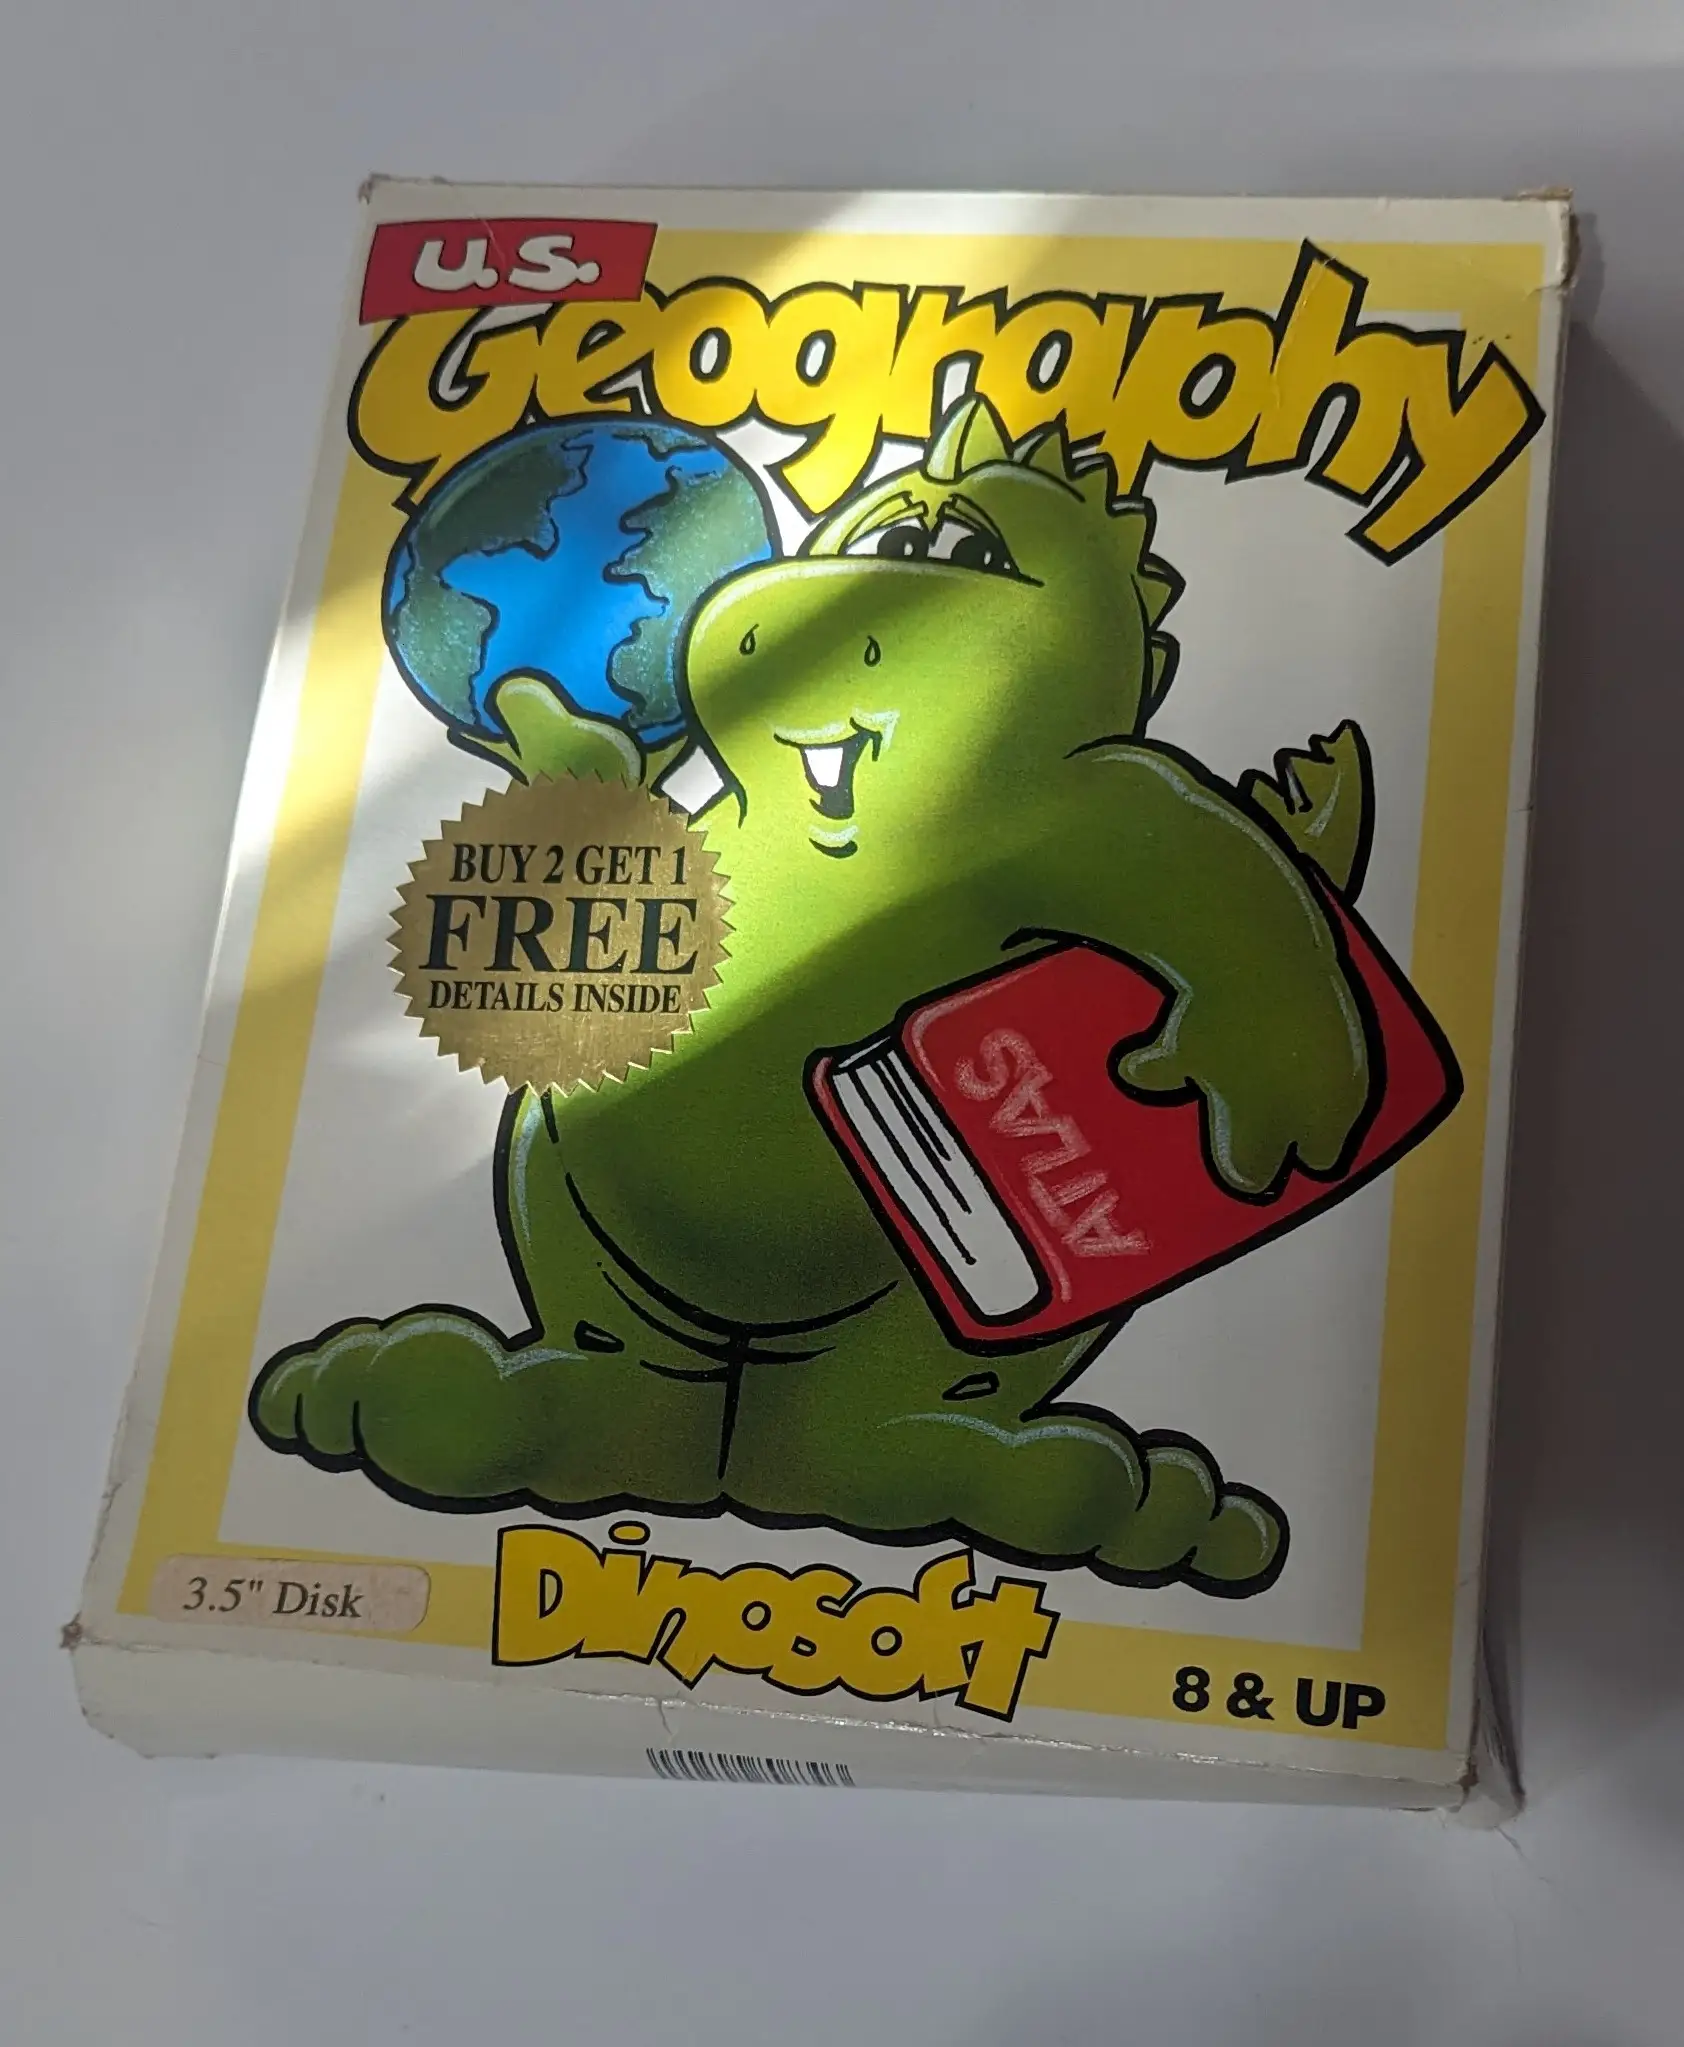 U.S.
Geography
BUY 2 GET 1
FREE
DETAILS INSIDE
ATLAS
Dinosoft
3.5" Disk
8 & UP